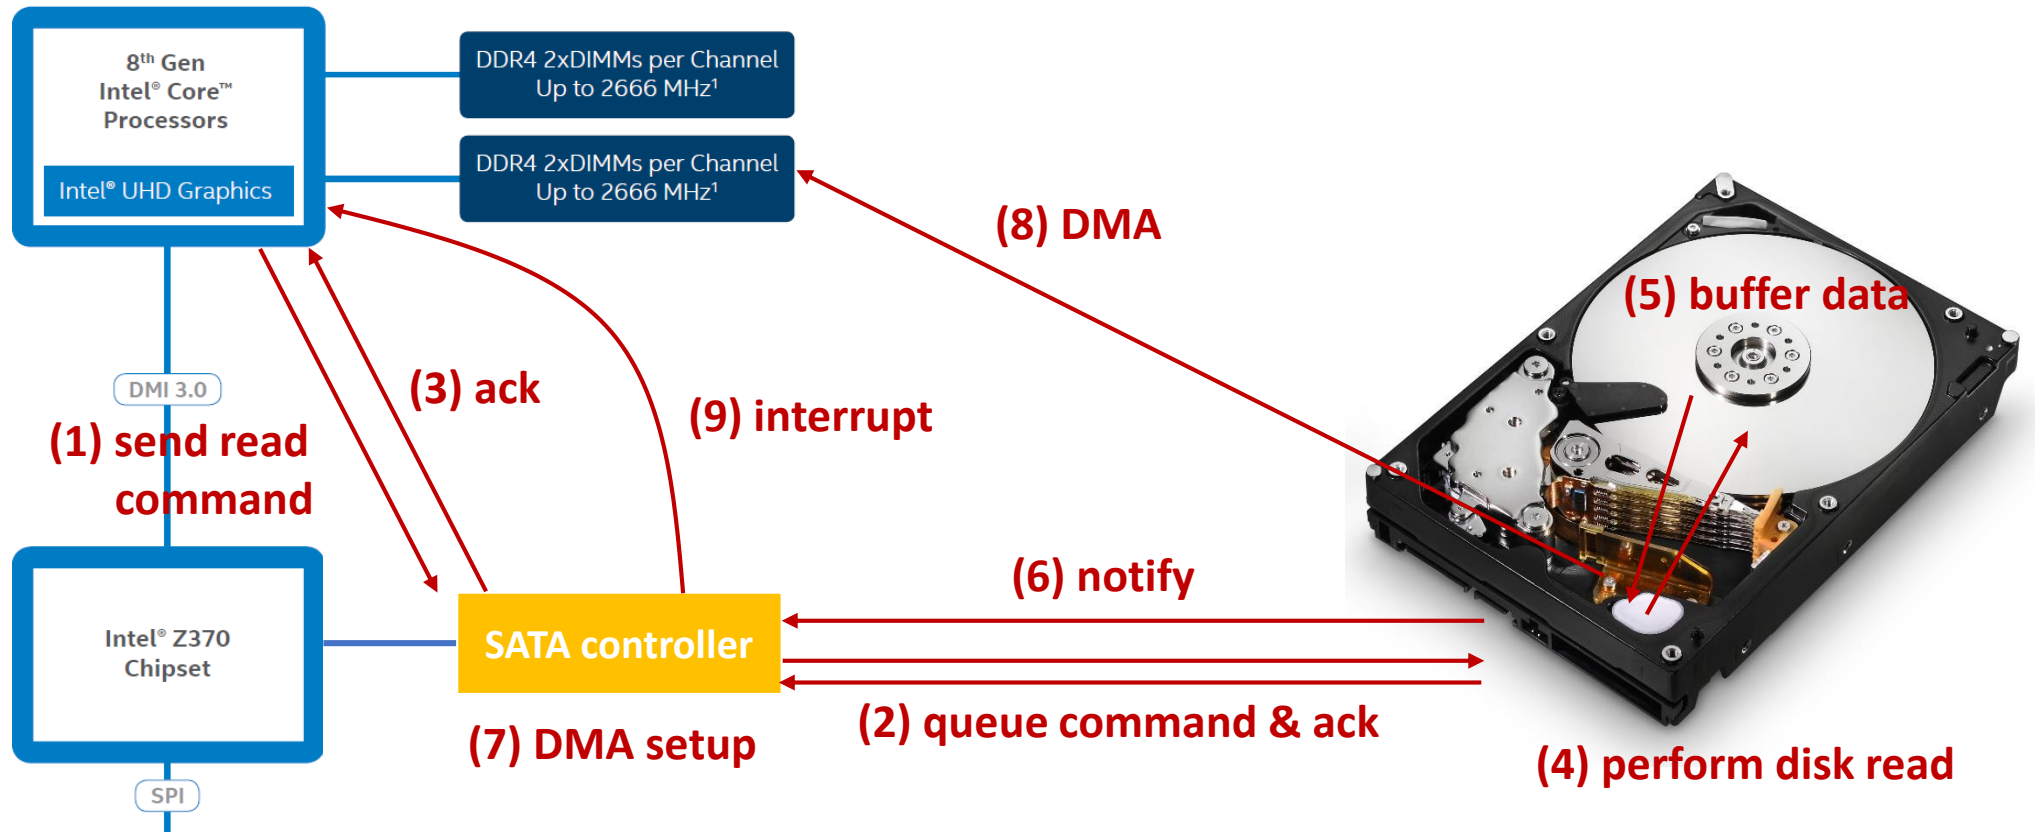 8th Gen
Intel® Core™
Processors
Intel® UHD Graphics
DDR4 2xDIMMs per Channel
Up to 2666 MHz¹
DDR4 2xDIMMs per Channel
Up to 2666 MHz¹
(8) DMA
(5) buffer data
DMI 3.0
(3) ack
(9) interrupt
(1) send read
command
(6) notify
Intel® Z370
Chipset
SATA controller
(2) queue command & ack
(7) DMA setup
(4) perform disk read
SPI